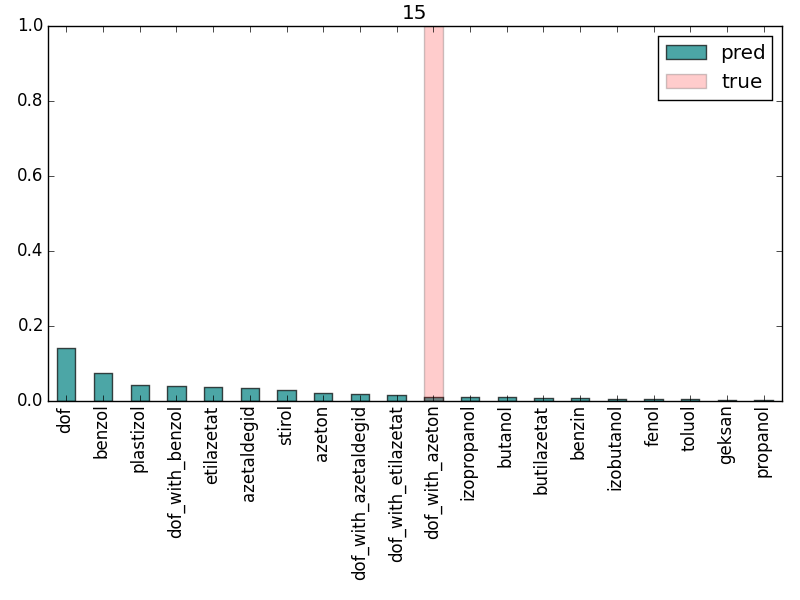 15
1.0
0.8
0.6
0.4
0.2
0.0
pred
true
dof
benzol
plastizol
dof_with_benzol
etilazetat
azetaldegid
stirol
azeton
dof_with_azetaldegid
dof_with_etilazetat
dof_with_azeton
izopropanol
butanol
butilazetat
benzin
izobutanol
fenol
toluol
geksan
propanol